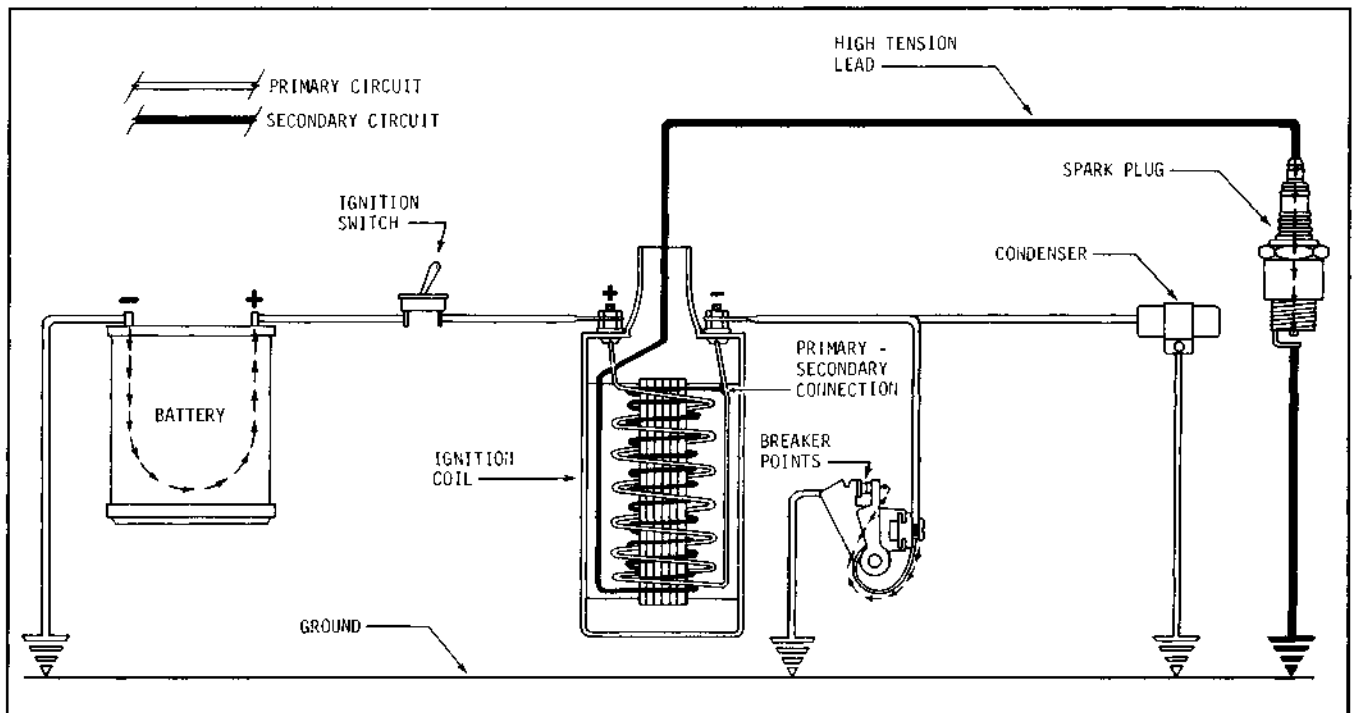 HIGH TENSION
LEAD
PRIMARY CIRCUIT
SECONDARY CIRCUIT
SPARK PLUG
IGNITION
SWITCH
CONDENSER
- +
+ -
PRIMARY -
SECONDARY
CONNECTION
BATTERY
BREAKER
POINTS
IGNITION
COIL
GROUND